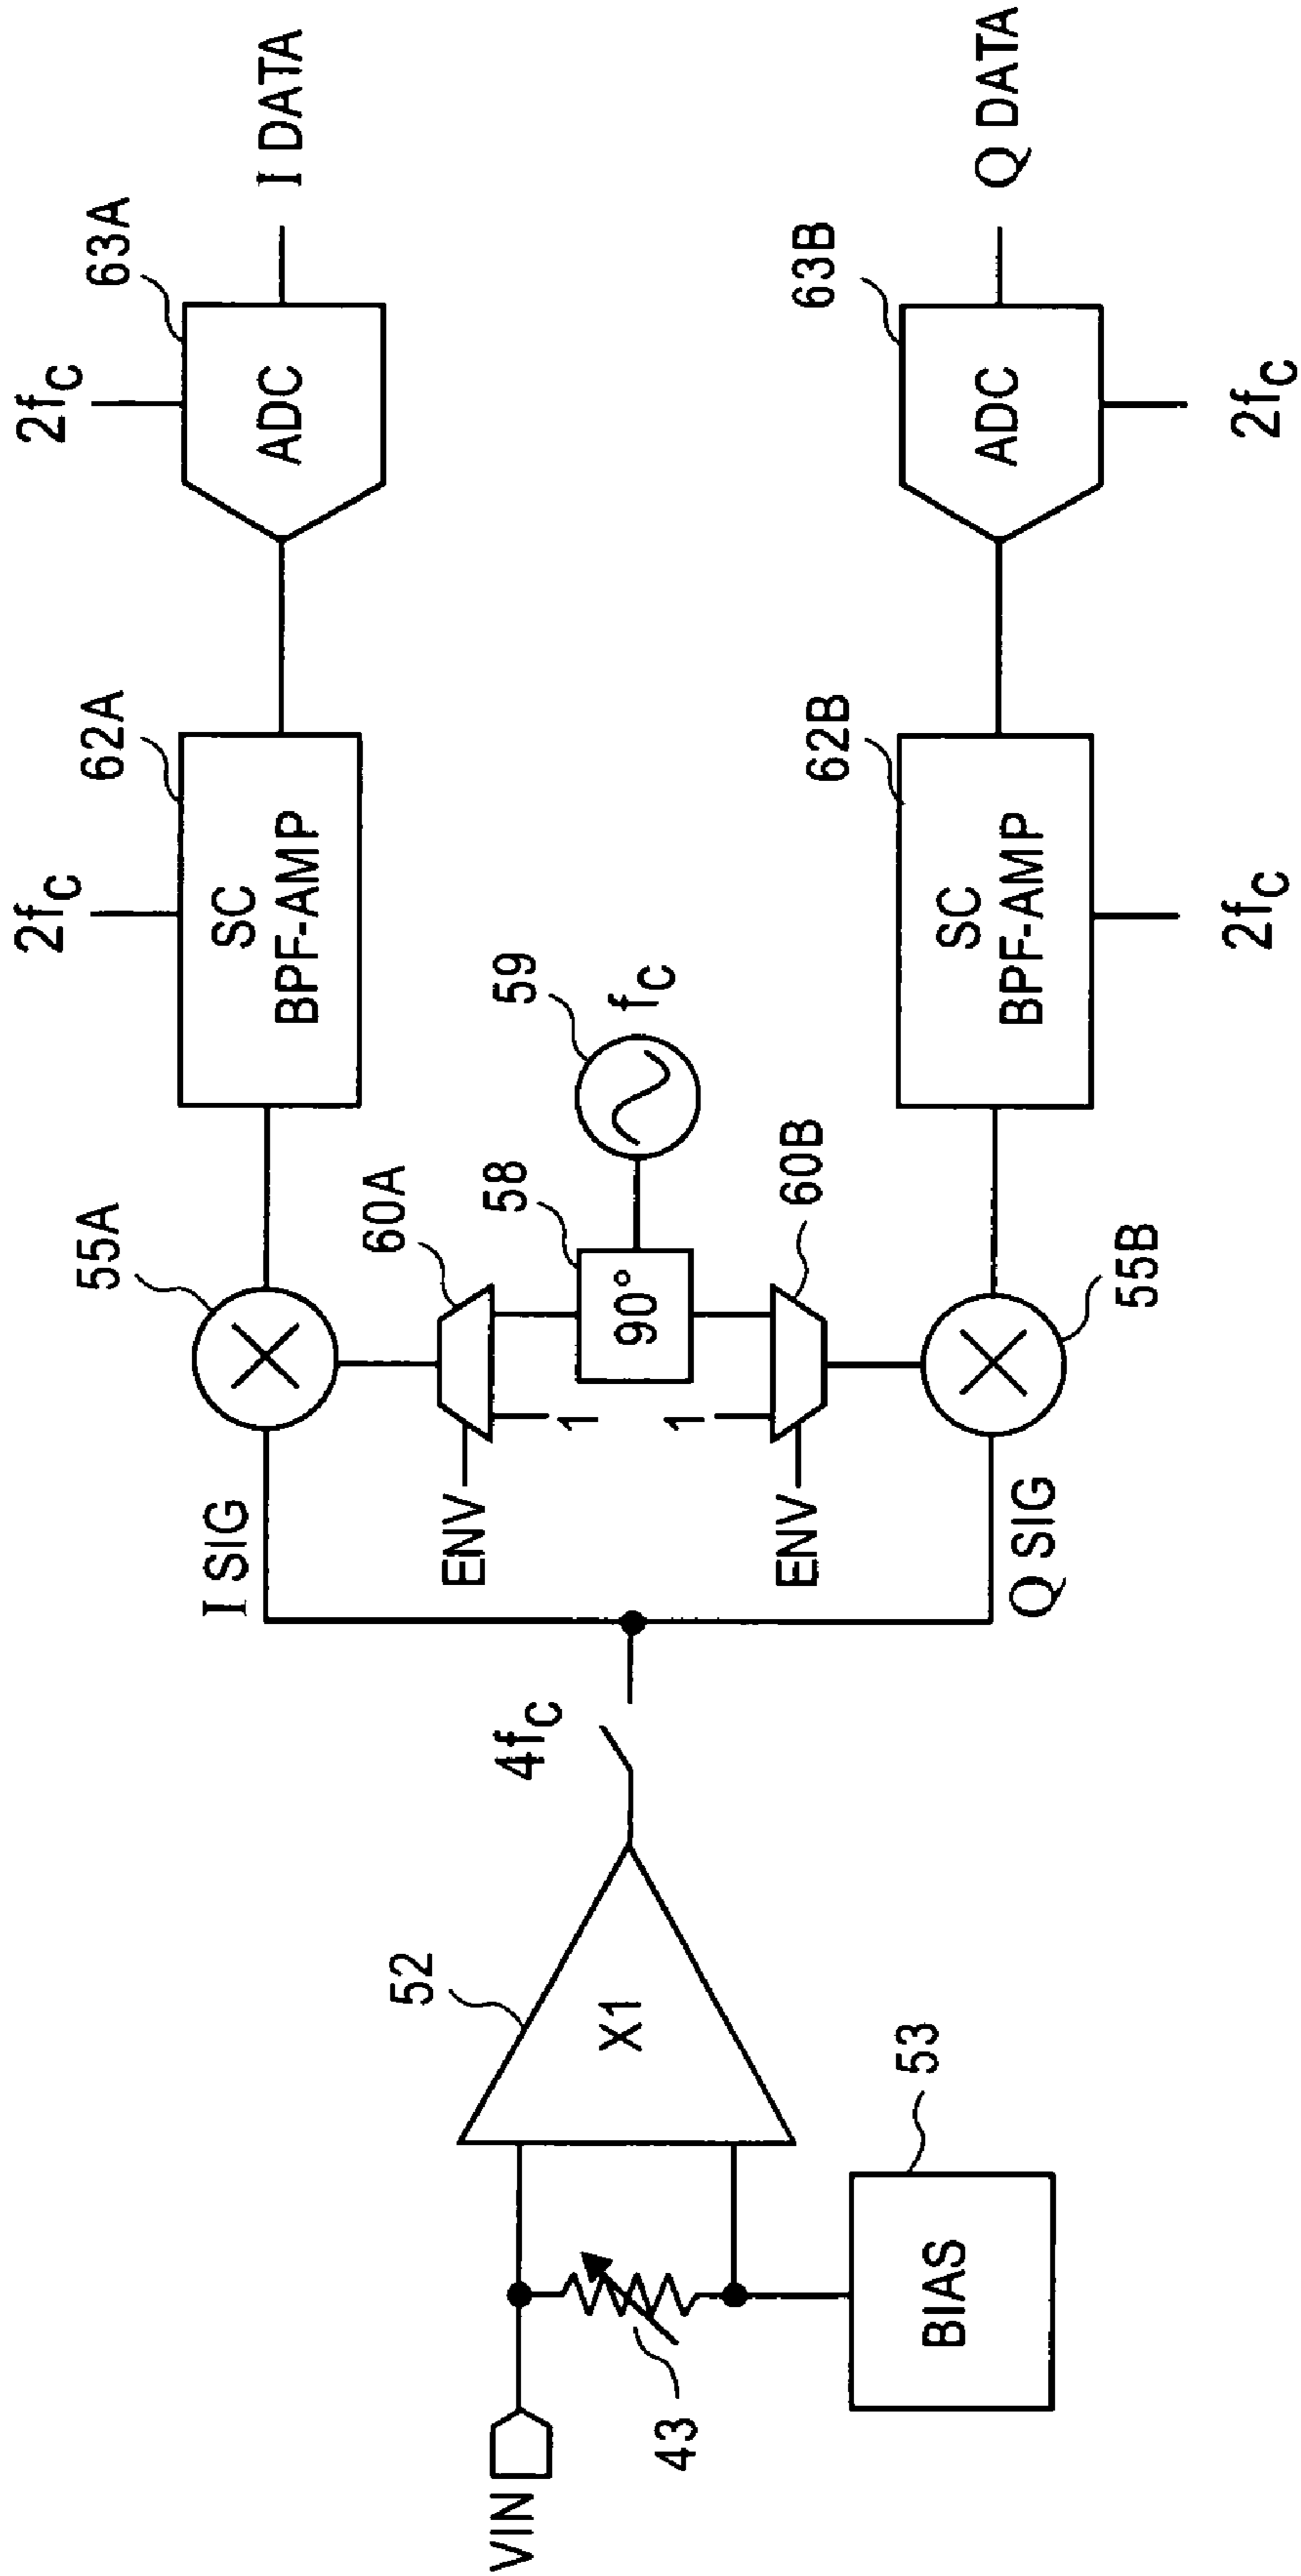 VIN
43
BIAS
53
X1
52
4fc
I SIG
Q SIG
ENV
1
60A
ENV
1
60B
55A
55B
90°
58
59
fc
SC
BPF-AMP
62A
2fc
SC
BPF-AMP
62B
2fc
ADC
63A
2fc
ADC
63B
2fc
I DATA
Q DATA